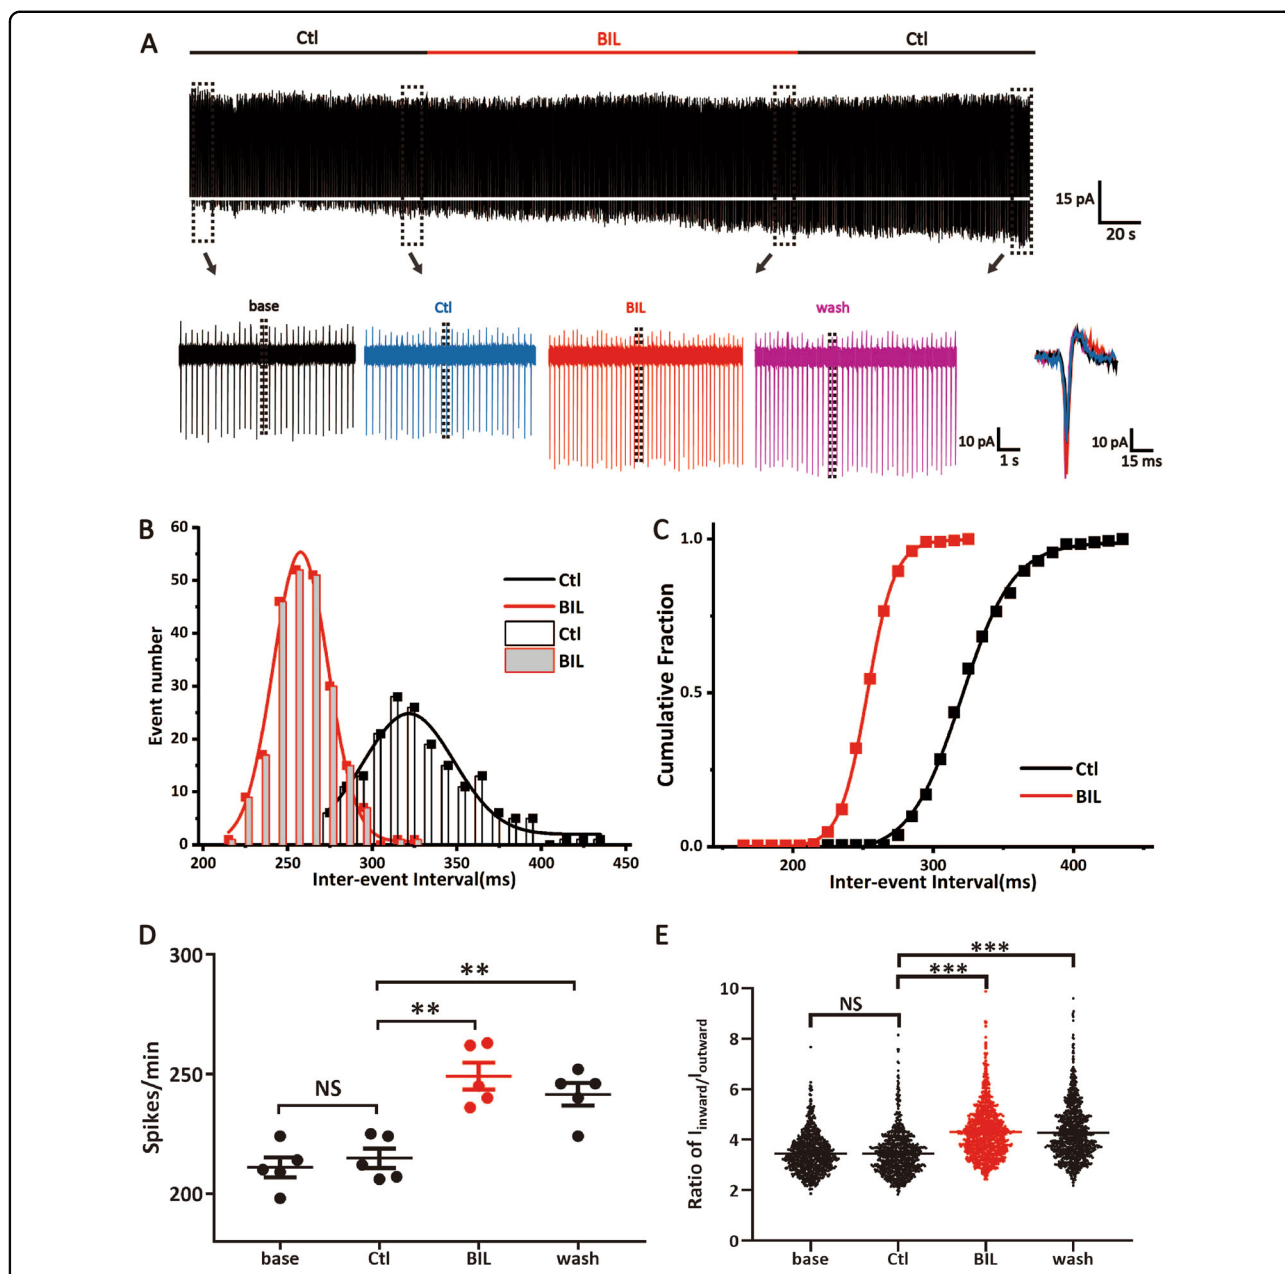 A
Ctl
BIL
Ctl
15 pA
20 s
base
Ctl
BIL
wash
10 pA
1 s
10 pA
15 ms
B
60
50
40
30
20
10
0
Event number
200
250
300
350
400
450
Inter-event Interval(ms)
Ctl
BIL
Ctl
BIL
C
1.0
0.5
0.0
Cumulative Fraction
200
300
400
Inter-event Interval(ms)
Ctl
BIL
D
300
250
200
Spikes/min
NS
**
**
base
Ctl
BIL
wash
E
10
8
6
4
2
0
Ratio of Iinward/Ioutward
NS
***
***
base
Ctl
BIL
wash